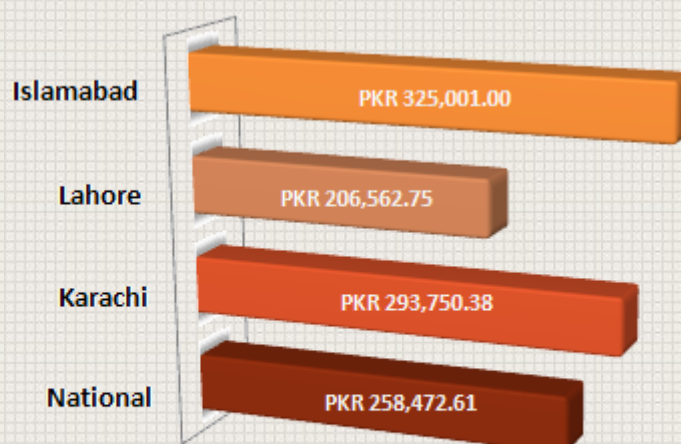 Islamabad PKR 325,001.00
Lahore PKR 206,562.75
Karachi PKR 293,750.38
National PKR 258,472.61